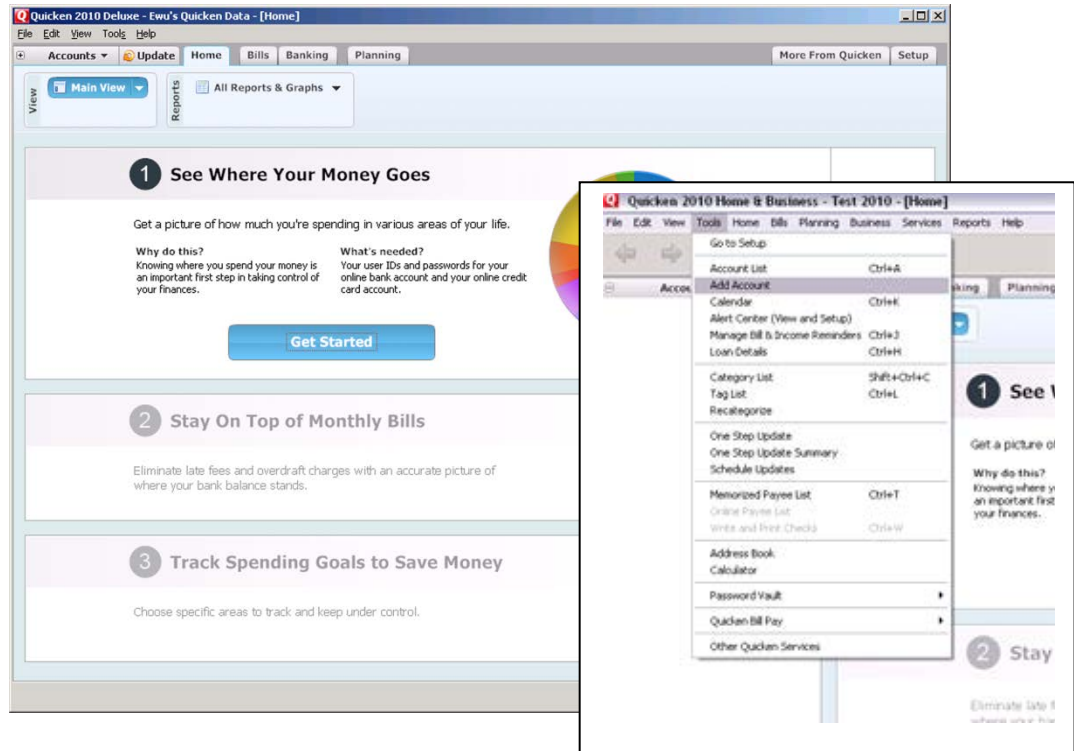 Quicken 2010 Deluxe - Ewu's Quicken Data - [Home]
File Edit View Tools Help
Accounts Update Home Bills Banking Planning More From Quicken Setup
View Main View Reports All Reports & Graphs
1 See Where Your Money Goes
Get a picture of how much you're spending in various areas of your life.
Why do this? What's needed?
Knowing where you spend your money is Your user IDs and passwords for your
an important first step in taking control of online bank account and your online credit
your finances. card account.
Get Started
2 Stay On Top of Monthly Bills
Eliminate late fees and overdraft charges with an accurate picture of
where your bank balance stands.
3 Track Spending Goals to Save Money
Choose specific areas to track and keep under control.
Quicken 2010 Home & Business - Test 2010 - [Home]
File Edit View Tools Home Bills Planning Business Services Reports Help
Go to Setup
Account List Ctrl+A
Accou Add Account king Planning
Calendar Ctrl+K
Alert Center (View and Setup)
Manage Bill & Income Reminders Ctrl+J
Loan Details Ctrl+H
Category List Shift+Ctrl+C
Tag List Ctrl+L
Recategorize
One Step Update
One Step Update Summary
Schedule Updates
Memorized Payee List Ctrl+T
Online Payee List
Write and Print Checks Ctrl+W
Address Book
Calculator
Password Vault
Quicken Bill Pay
Other Quicken Services
1 See
Get a picture o
Why do this?
Knowing where y
an important first
your finances.
2 Stay
Eliminate late f
where your ba